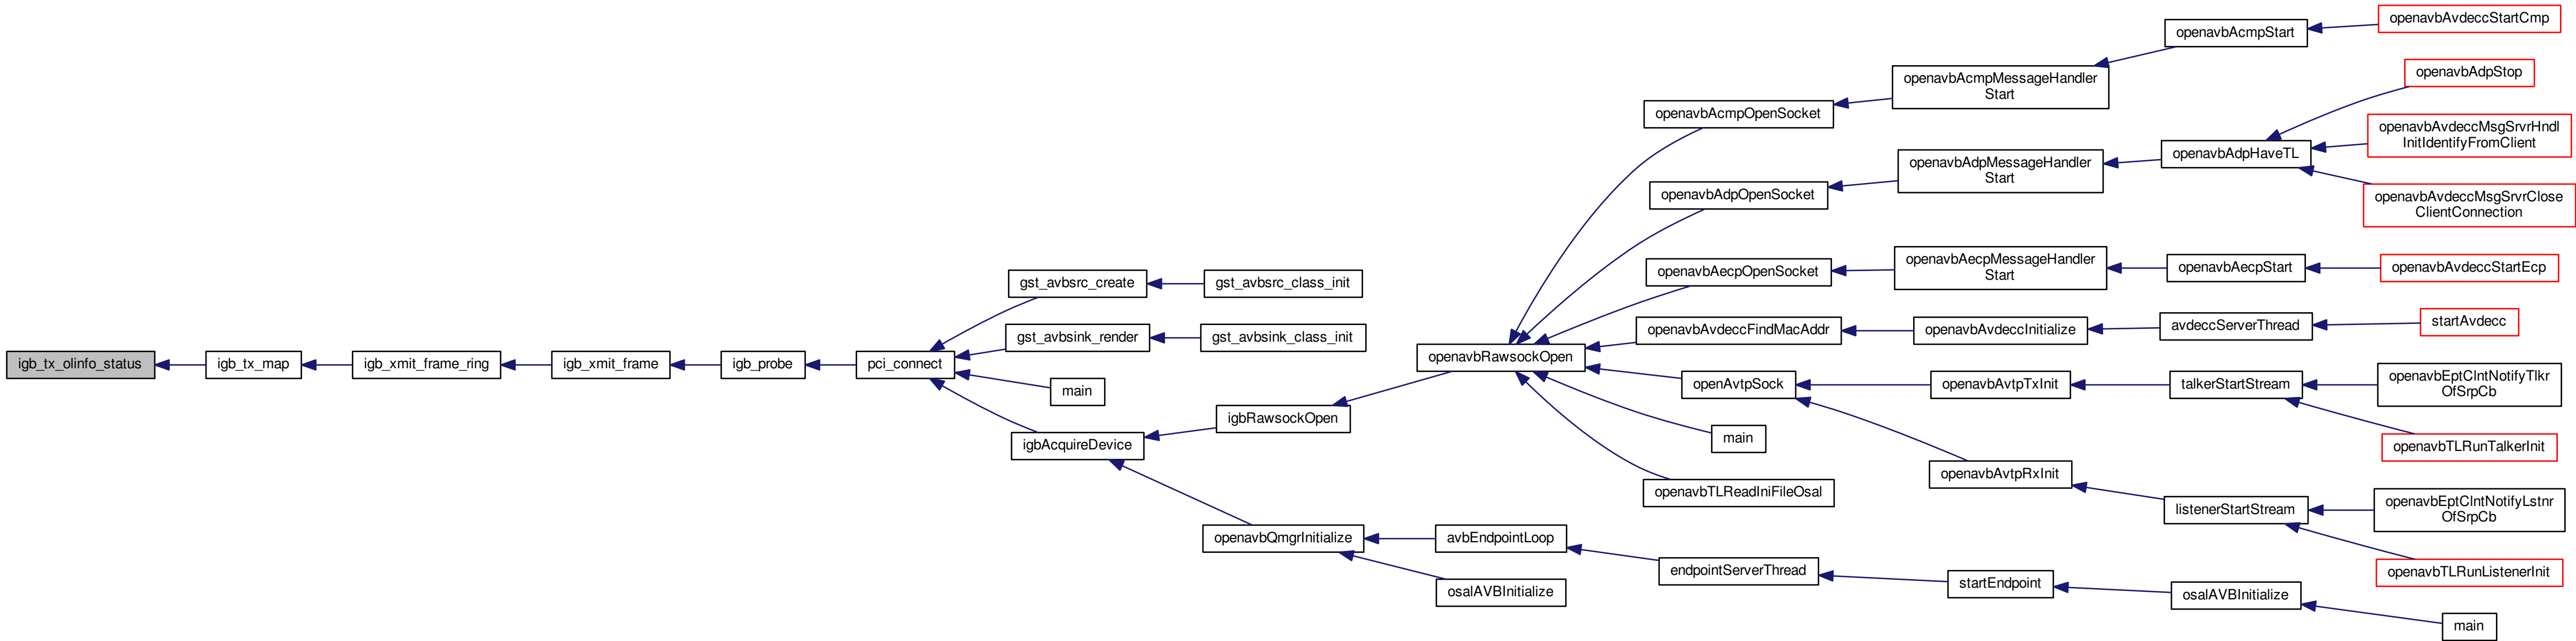 igb_tx_olinfo_status
igb_tx_map
igb_xmit_frame_ring
igb_xmit_frame
igb_probe
pci_connect
gst_avbsrc_create
gst_avbsrc_class_init
gst_avbsink_render
gst_avbsink_class_init
main
igbAcquireDevice
igbRawsockOpen
openavbRawsockOpen
openavbAcmpOpenSocket
openavbAcmpMessageHandler
Start
openavbAcmpStart
openavbAvdeccStartCmp
openavbAdpOpenSocket
openavbAdpMessageHandler
Start
openavbAdpHaveTL
openavbAdpStop
openavbAvdeccMsgSrvrHndl
InitIdentifyFromClient
openavbAvdeccMsgSrvrClose
ClientConnection
openavbAecpOpenSocket
openavbAecpMessageHandler
Start
openavbAecpStart
openavbAvdeccStartEcp
openavbAvdeccFindMacAddr
openavbAvdeccInitialize
avdeccServerThread
startAvdecc
openAvtpSock
openavbAvtpTxInit
talkerStartStream
openavbEptClntNotifyTlkr
OfSrpCb
openavbTLRunTalkerInit
openavbAvtpRxInit
listenerStartStream
openavbEptClntNotifyLstnr
OfSrpCb
openavbTLRunListenerInit
main
openavbTLReadIniFileOsal
openavbQmgrInitialize
avbEndpointLoop
endpointServerThread
startEndpoint
osalAVBInitialize
main
osalAVBInitialize